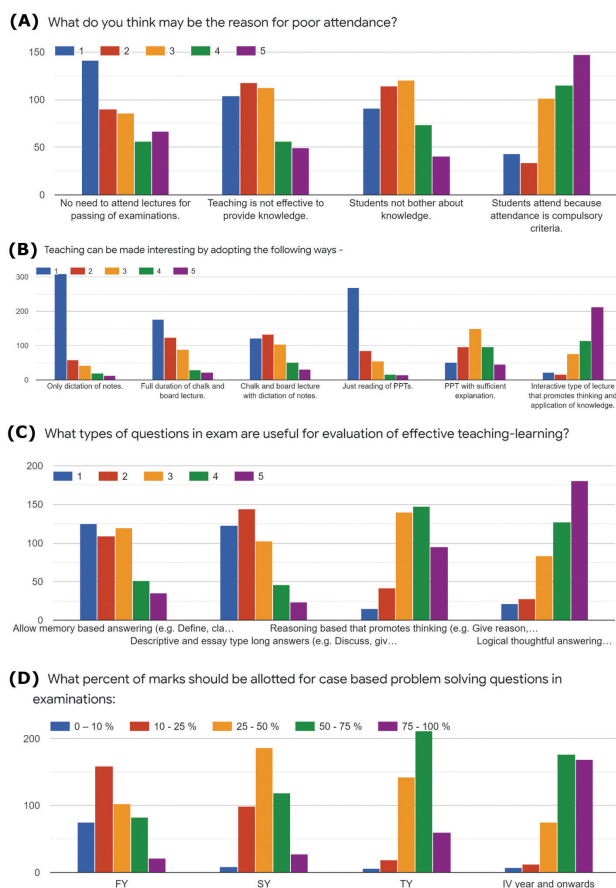 (A) What do you think may be the reason for poor attendance?
1 2 3 4 5
150
100
50
0
No need to attend lectures for passing of examinations.
Teaching is not effective to provide knowledge.
Students not bother about knowledge.
Students attend because attendance is compulsory criteria.
(B) Teaching can be made interesting by adopting the following ways -
1 2 3 4 5
300
200
100
0
Only dictation of notes.
Full duration of chalk and board lecture.
Chalk and board lecture with dictation of notes.
Just reading of PPTs.
PPT with sufficient explanation.
Interactive type of lecture that promotes thinking and application of knowledge.
(C) What types of questions in exam are useful for evaluation of effective teaching-learning?
200
1 2 3 4 5
150
100
50
0
Allow memory based answering (e.g. Define, cla…
Descriptive and essay type long answers (e.g. Discuss, giv…
Reasoning based that promotes thinking (e.g. Give reason,…
Logical thoughtful answering…
(D) What percent of marks should be allotted for case based problem solving questions in
examinations:
0 – 10 % 10 - 25 % 25 - 50 % 50 - 75 % 75 - 100 %
200
100
0
FY SY TY IV year and onwards